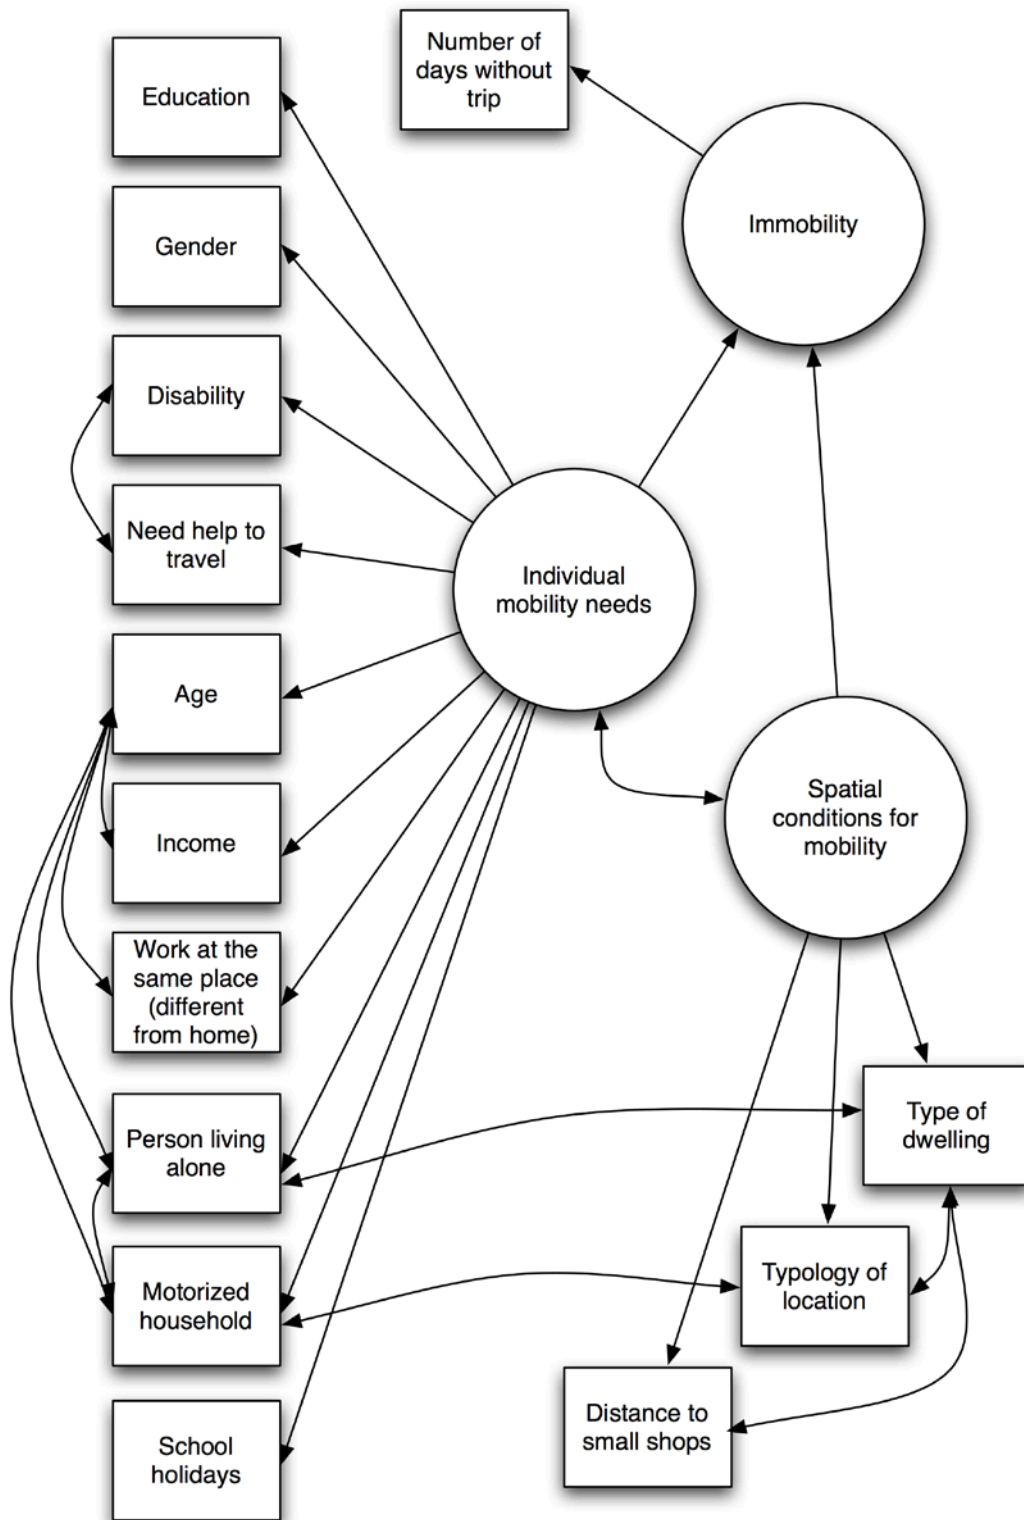 Number of
days without
trip
Education
Immobility
Gender
Disability
Need help to
travel
Individual
mobility needs
Age
Spatial
conditions for
mobility
Income
Work at the
same place
(different
from home)
Person living
alone
Type of
dwelling
Motorized
household
Typology of
location
Distance to
small shops
School
holidays